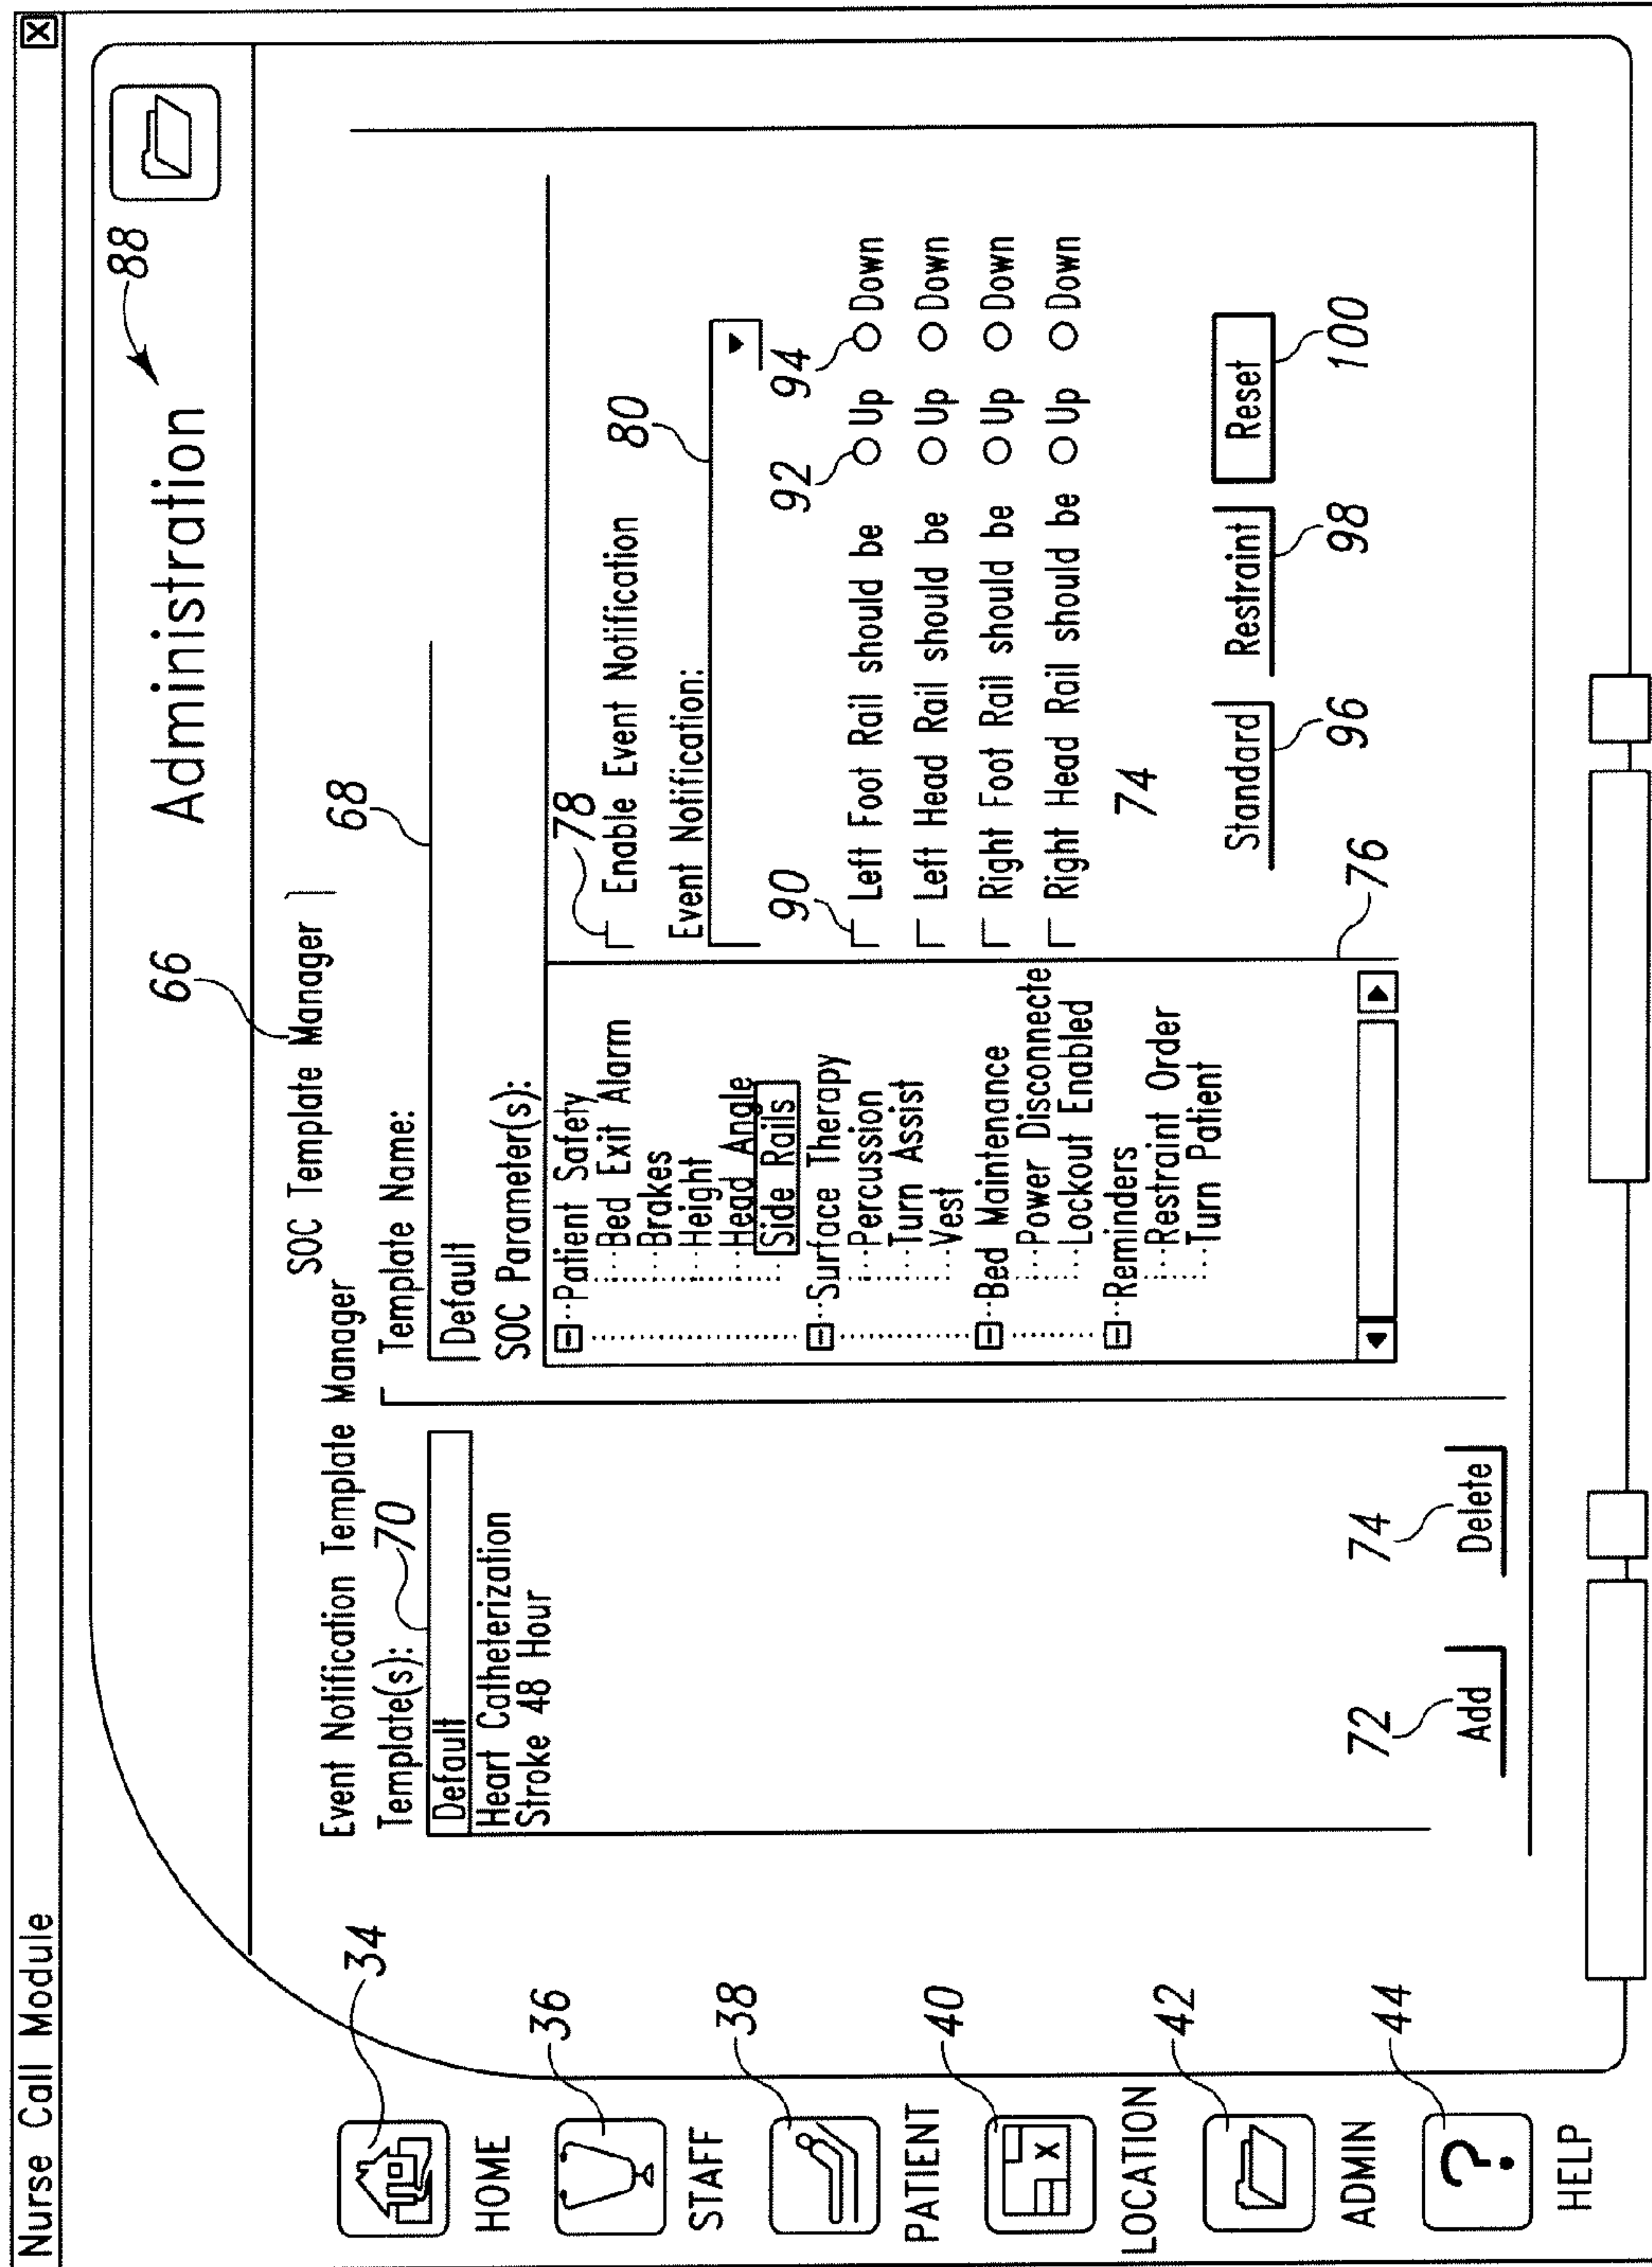 Nurse Call Module
X
Administration
88
66
SOC Template Manager
Event Notification Template Manager
Template(s):
70
Default
Heart Catheterization
Stroke 48 Hour
72
Add
74
Delete
Template Name:
68
Default
SOC Parameter(s):
Patient Safety
Bed Exit Alarm
Brakes
Height
Head Angle
Side Rails
Surface Therapy
Percussion
Turn Assist
Vest
Bed Maintenance
Power Disconnecte
Lockout Enabled
Reminders
Restraint Order
Turn Patient
76
78
Enable Event Notification
Event Notification:
80
90
92
94
Left Foot Rail should be Up Down
Left Head Rail should be Up Down
Right Foot Rail should be Up Down
Right Head Rail should be Up Down
74
Standard Restraint Reset
96 98 100
34
HOME
36
STAFF
38
PATIENT
40
X
LOCATION
42
ADMIN
44
?
HELP